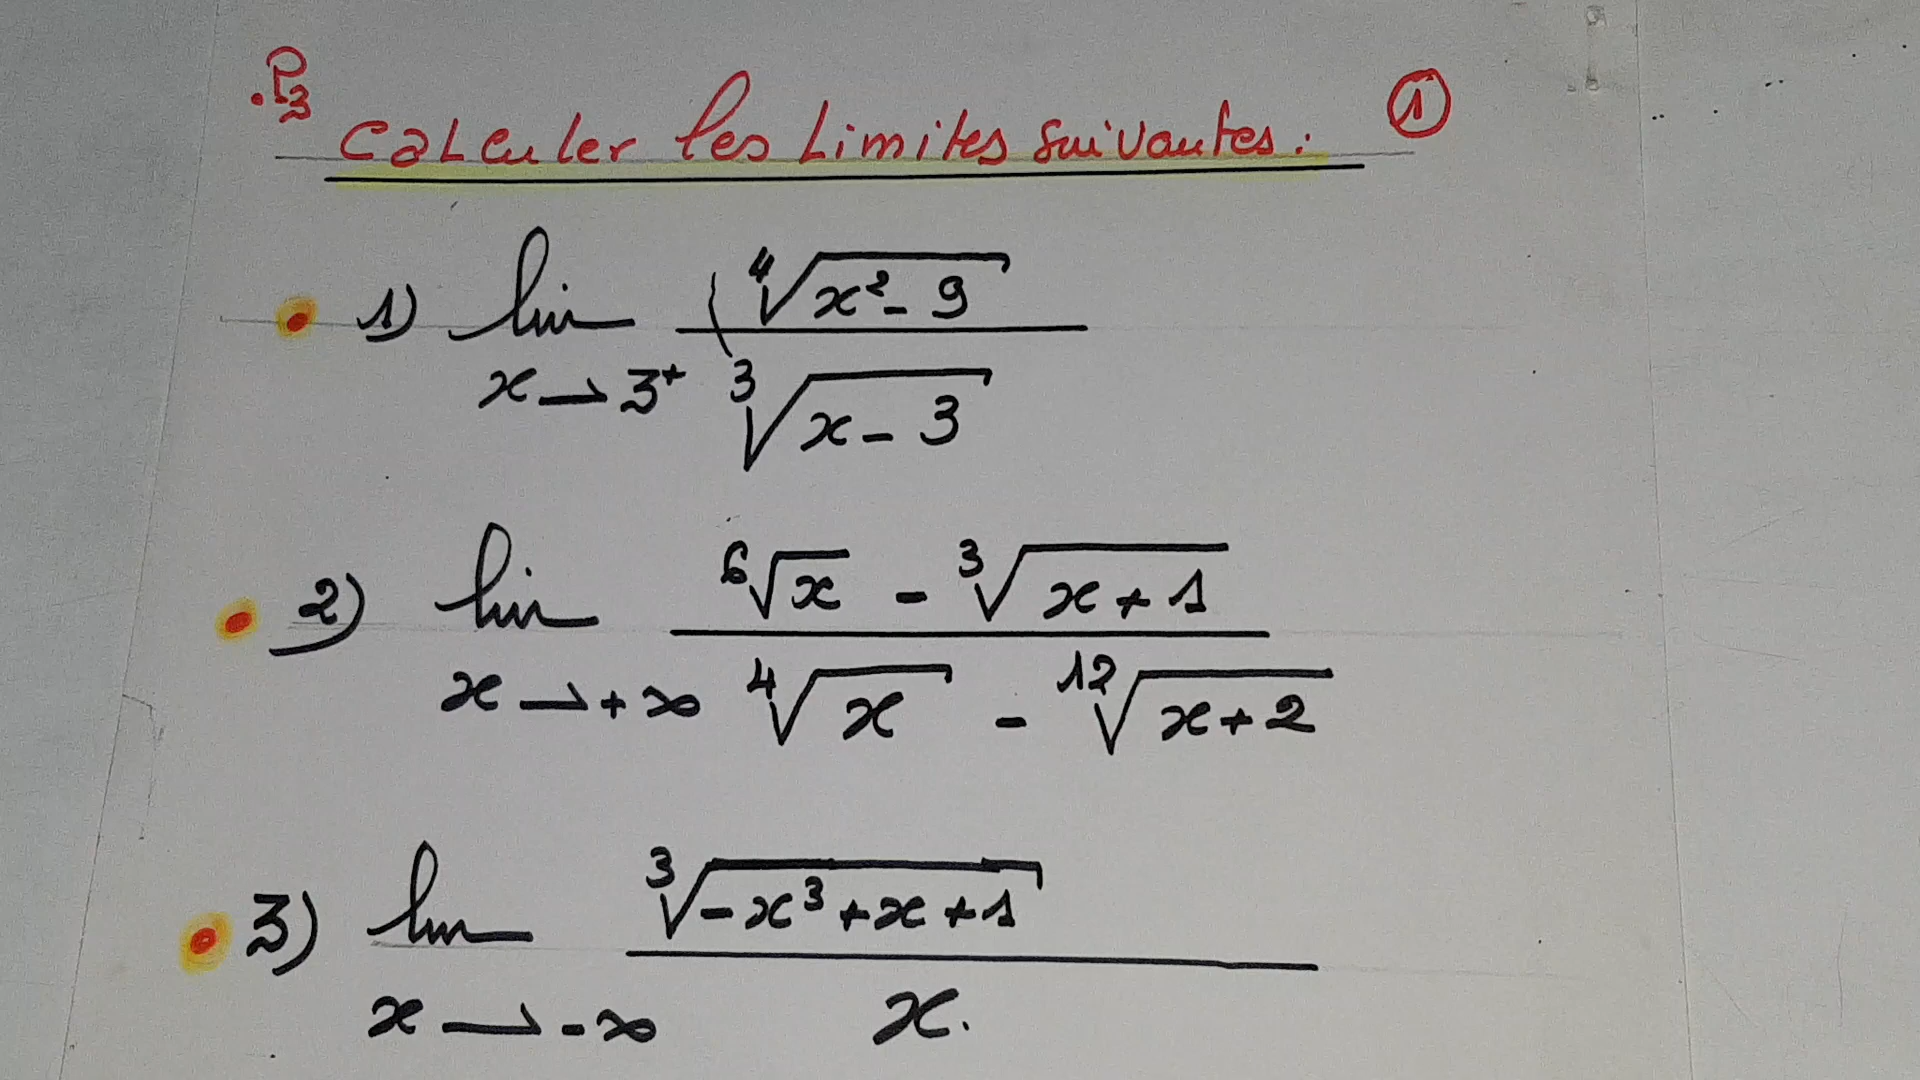 .P3
Calculer les Limites suivantes : ①
1) lim (⁴√(x²-9)
x→3⁺ ³√(x-3)
2) lim ⁶√x - ³√(x+1)
x→+∞ ⁴√x - ¹²√(x+2)
3) lim ³√(-x³+x+1)
x→-∞ x.